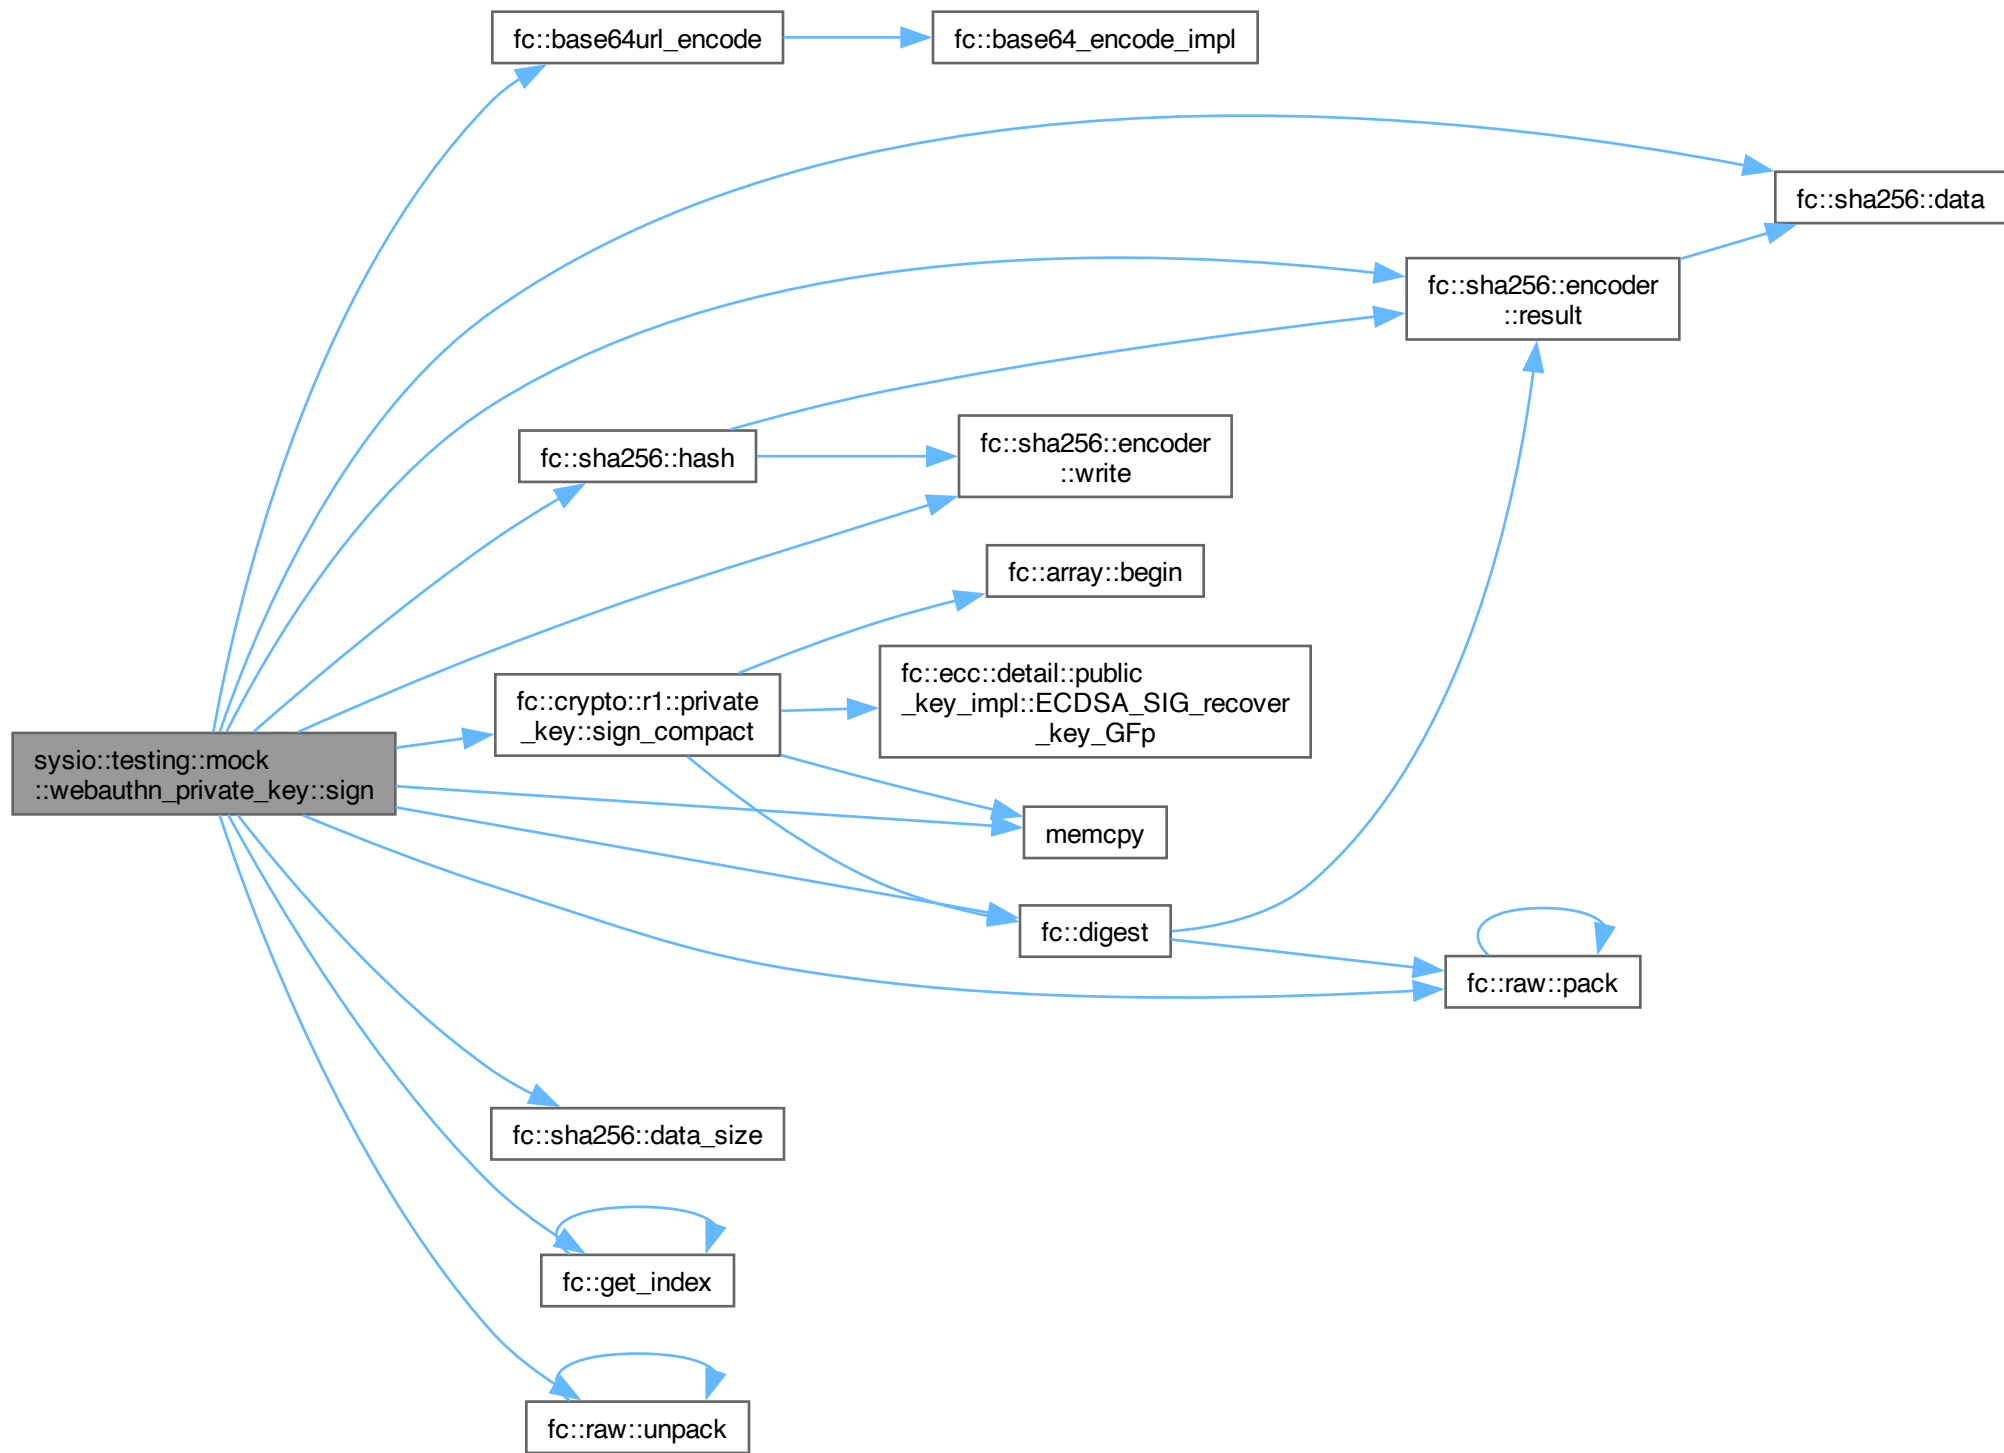 fc::base64url_encode
fc::base64_encode_impl
fc::sha256::data
fc::sha256::encoder
::result
fc::sha256::hash
fc::sha256::encoder
::write
fc::array::begin
fc::crypto::r1::private
_key::sign_compact
fc::ecc::detail::public
_key_impl::ECDSA_SIG_recover
_key_GFp
sysio::testing::mock
::webauthn_private_key::sign
memcpy
fc::digest
fc::raw::pack
fc::sha256::data_size
fc::get_index
fc::raw::unpack